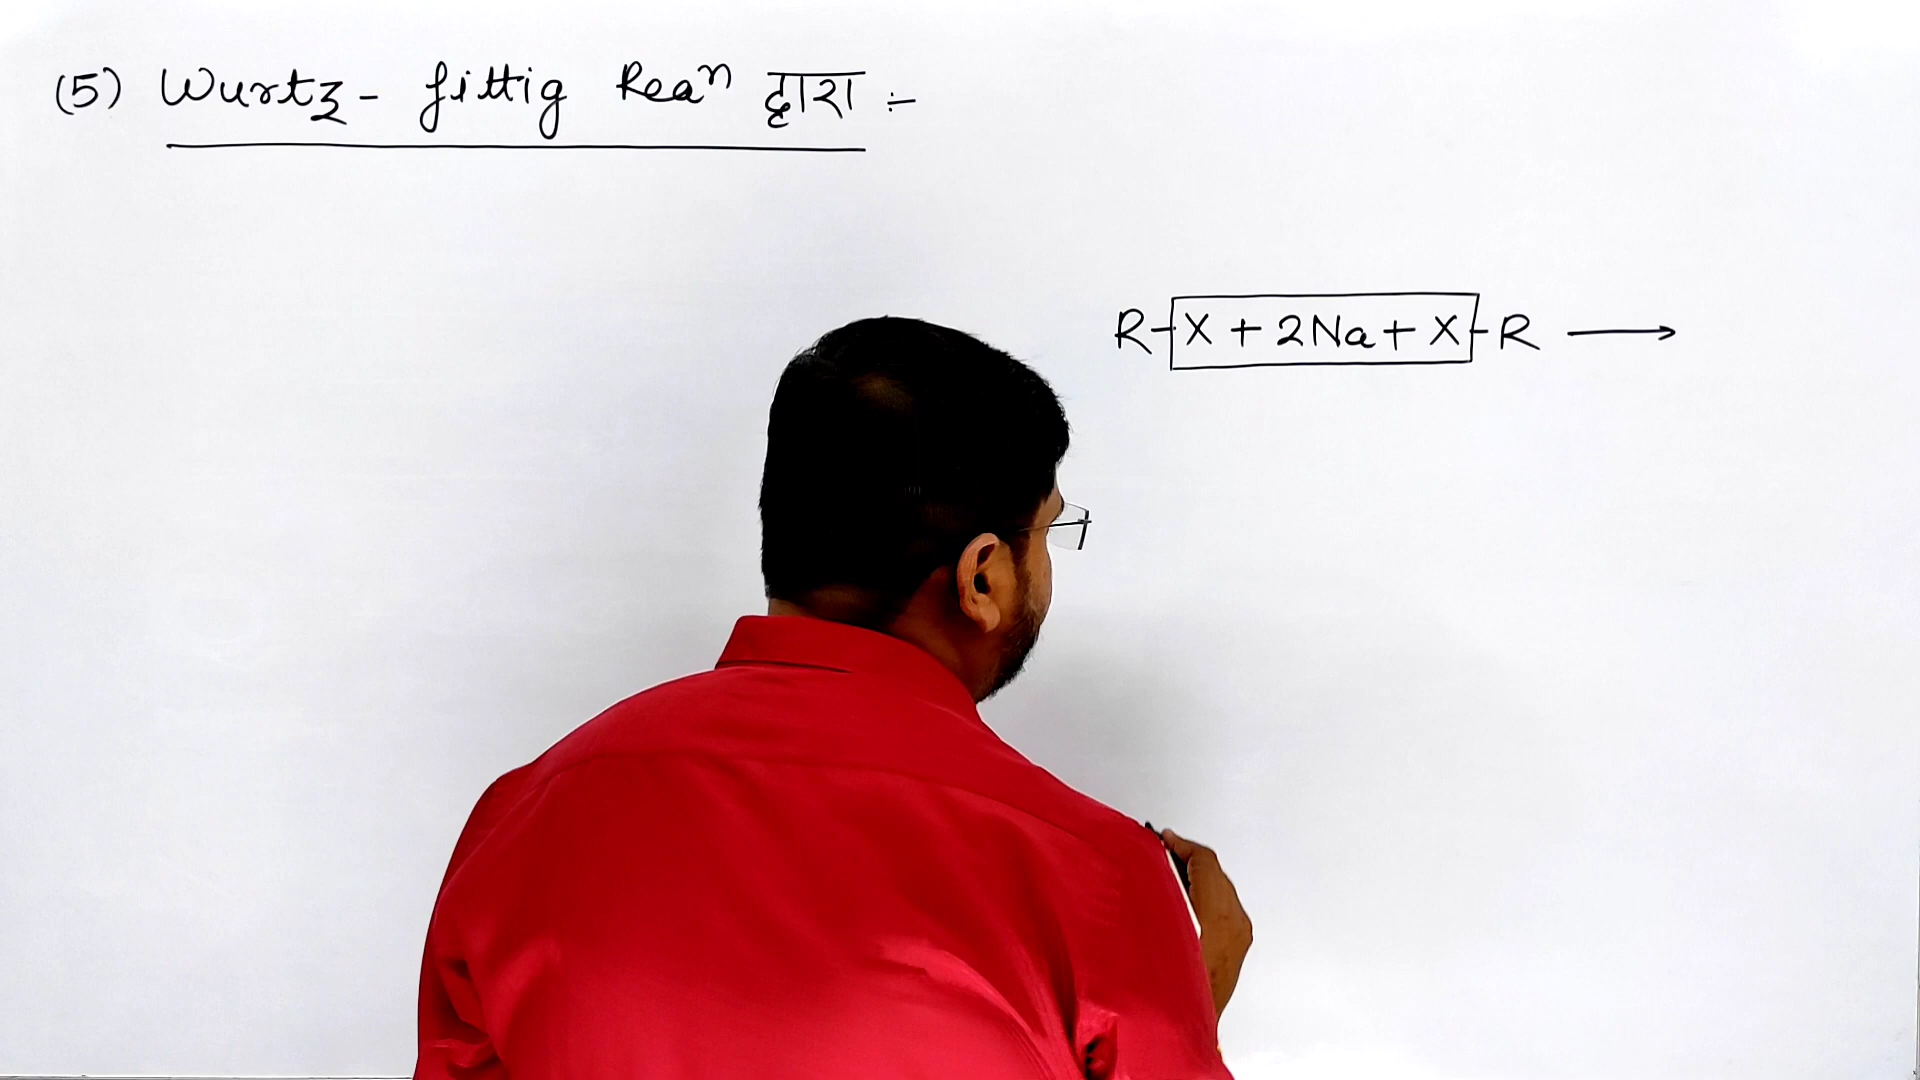 (5) Wurtz - fittig Reaⁿ द्वारा :-
R-X + 2Na + X-R ⟶